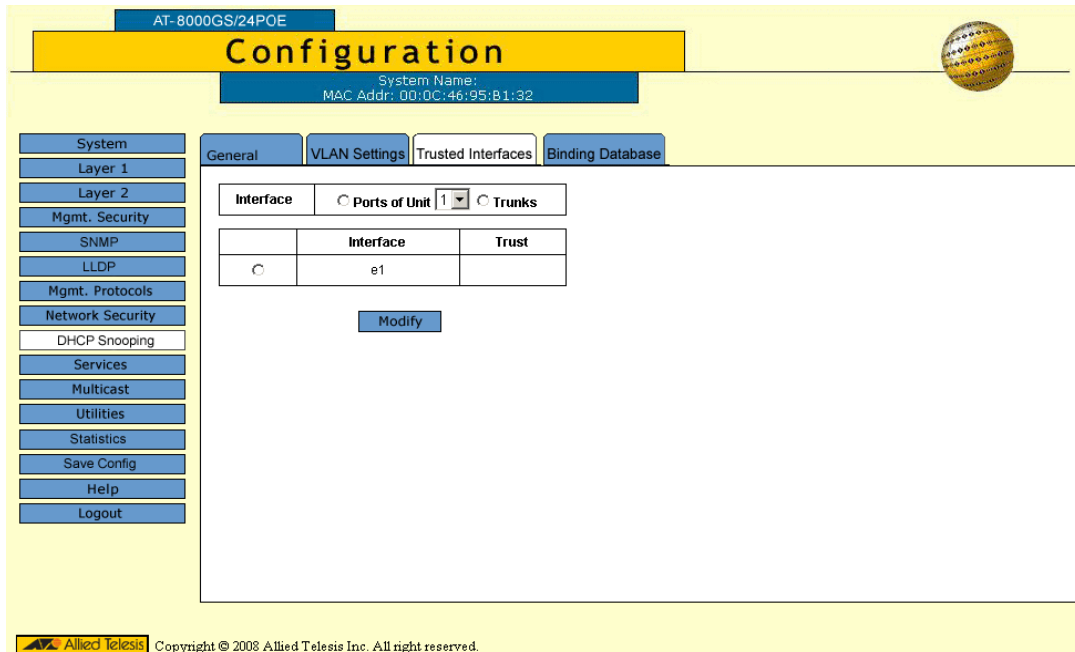 AT-8000GS/24POE
Configuration
System Name:
MAC Addr: 00:0C:46:95:B1:32
System
Layer 1
Layer 2
Mgmt. Security
SNMP
LLDP
Mgmt. Protocols
Network Security
DHCP Snooping
Services
Multicast
Utilities
Statistics
Save Config
Help
Logout
General VLAN Settings Trusted Interfaces Binding Database
Interface Ports of Unit 1 Trunks
Interface Trust
e1
Modify
Allied Telesis Copyright © 2008 Allied Telesis Inc. All right reserved.